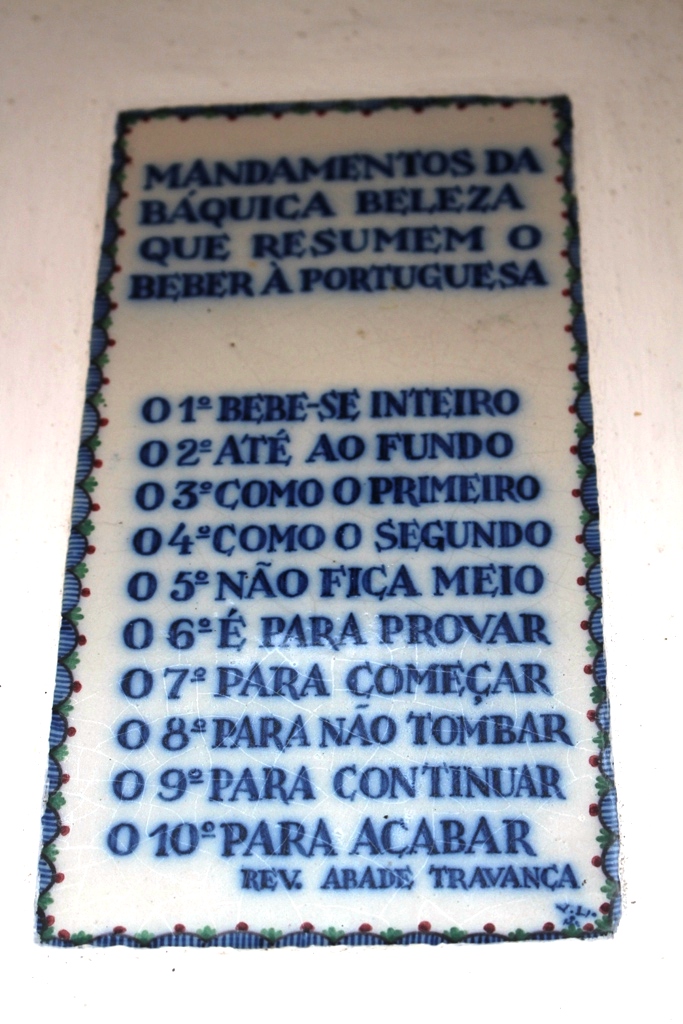 MANDAMENTOS DA
BÁQUICA BELEZA
QUE RESUMEM O
BEBER À PORTUGUESA
O 1º BEBE-SE INTEIRO
O 2º ATÉ AO FUNDO
O 3º COMO O PRIMEIRO
O 4º COMO O SEGUNDO
O 5º NÃO FIÇA MEIO
O 6º É PARA PROVAR
O 7º PARA COMEÇAR
O 8º PARA NÃO TOMBAR
O 9º PARA CONTINUAR
O 10º PARA ACABAR
REV. ABADE TRAVANÇA